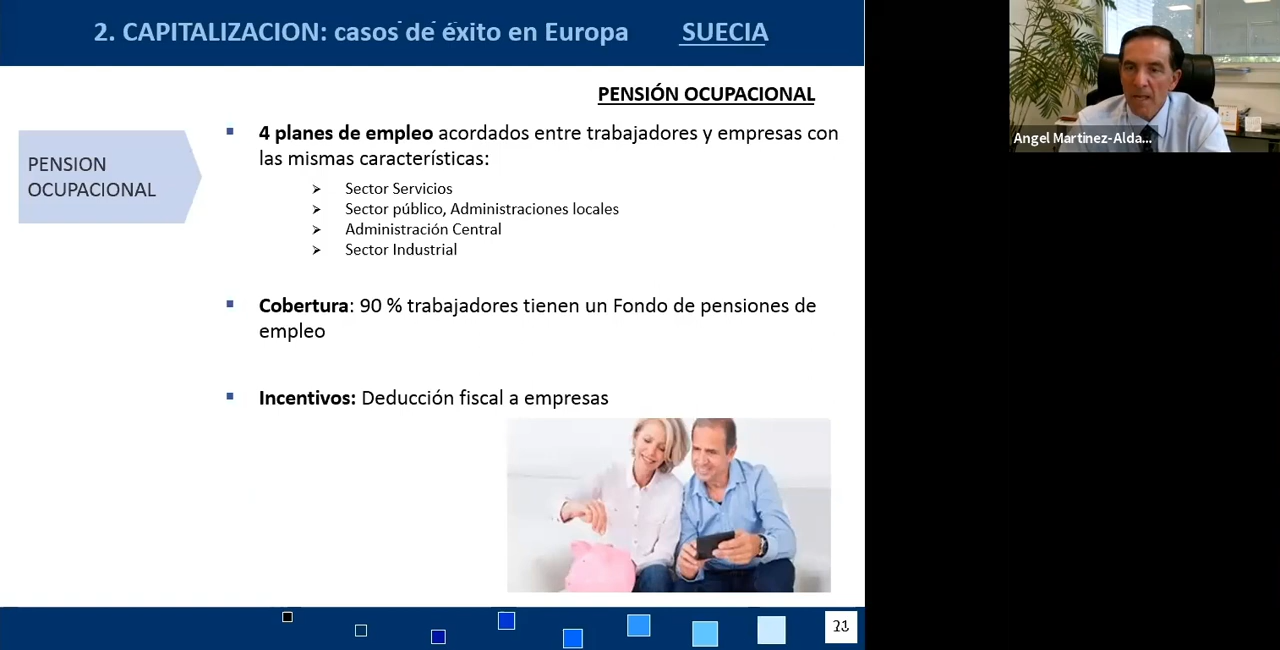 2. CAPITALIZACION: casos de éxito en Europa SUECIA
PENSIÓN OCUPACIONAL
PENSION
OCUPACIONAL
4 planes de empleo acordados entre trabajadores y empresas con
las mismas características:
Sector Servicios
Sector público, Administraciones locales
Administración Central
Sector Industrial
Cobertura: 90 % trabajadores tienen un Fondo de pensiones de
empleo
Incentivos: Deducción fiscal a empresas
Angel Martinez-Alda...